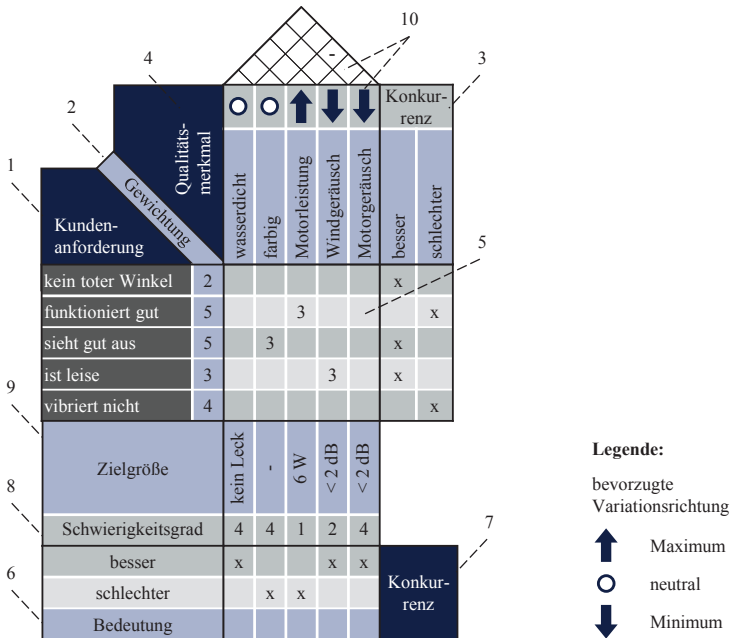 10
-
4
3
2
1
Konkur-
renz
Qualitäts-
merkmal
Gewichtung
Kunden-
anforderung
wasserdicht
farbig
Motorleistung
Windgeräusch
Motorgeräusch
besser
schlechter
5
kein toter Winkel 2 x
funktioniert gut 5 3 x
sieht gut aus 5 3 x
ist leise 3 3 x
vibriert nicht 4 x
9
Zielgröße
kein Leck
-
6 W
< 2 dB
< 2 dB
8
Schwierigkeitsgrad 4 4 1 2 4
7
besser x x x
schlechter x x
Konkur-
renz
6
Bedeutung
Legende:
bevorzugte
Variationsrichtung
Maximum
neutral
Minimum